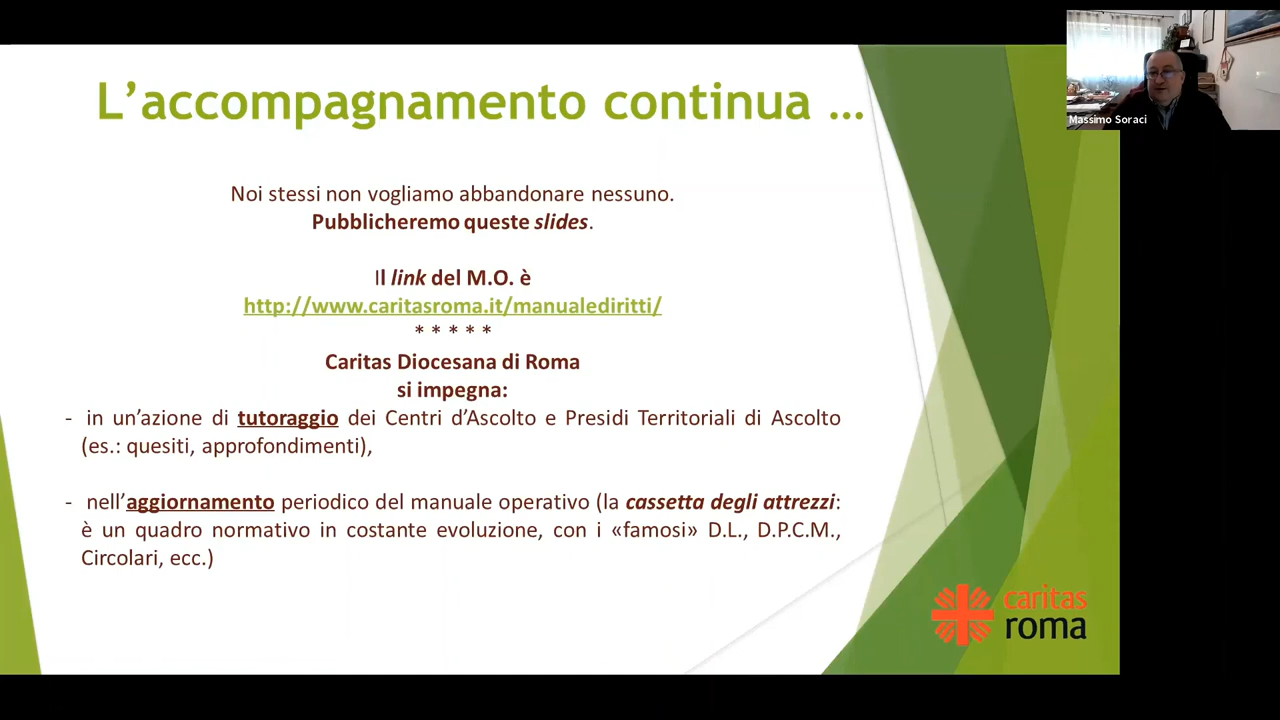 L’accompagnamento continua …
Massimo Soraci
Noi stessi non vogliamo abbandonare nessuno.
Pubblicheremo queste slides.
Il link del M.O. è
http://www.caritasroma.it/manualediritti/
* * * * *
Caritas Diocesana di Roma
si impegna:
- in un’azione di tutoraggio dei Centri d’Ascolto e Presidi Territoriali di Ascolto
(es.: quesiti, approfondimenti),
- nell’aggiornamento periodico del manuale operativo (la cassetta degli attrezzi:
è un quadro normativo in costante evoluzione, con i «famosi» D.L., D.P.C.M.,
Circolari, ecc.)
caritas
roma